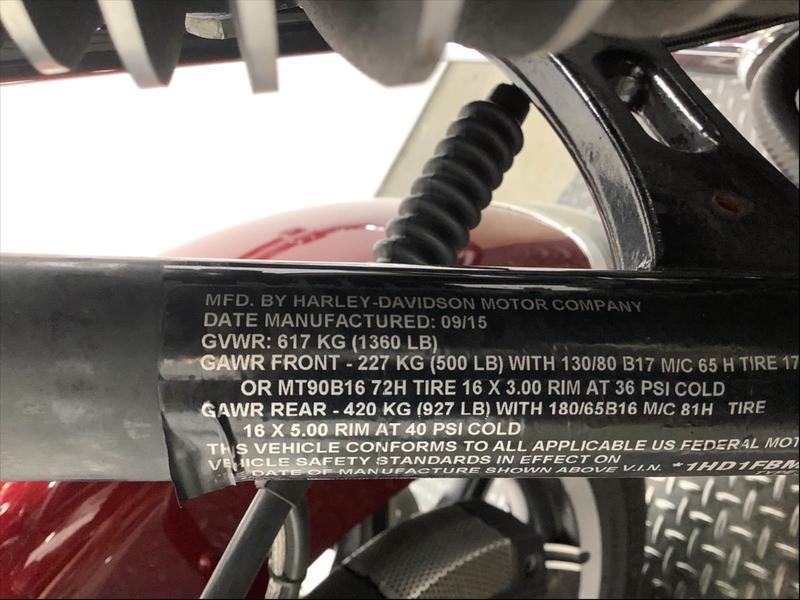 MFD. BY HARLEY-DAVIDSON MOTOR COMPANY
DATE MANUFACTURED: 09/15
GVWR: 617 KG (1360 LB)
GAWR FRONT - 227 KG (500 LB) WITH 130/80 B17 M/C 65 H TIRE 17
OR MT90B16 72H TIRE 16 X 3.00 RIM AT 36 PSI COLD
GAWR REAR - 420 KG (927 LB) WITH 180/65B16 M/C 81H TIRE
16 X 5.00 RIM AT 40 PSI COLD
THIS VEHICLE CONFORMS TO ALL APPLICABLE US FEDERAL MOT
VEHICLE SAFETY STANDARDS IN EFFECT ON
DATE OF MANUFACTURE SHOWN ABOVE V.I.N. *1HD1FBM